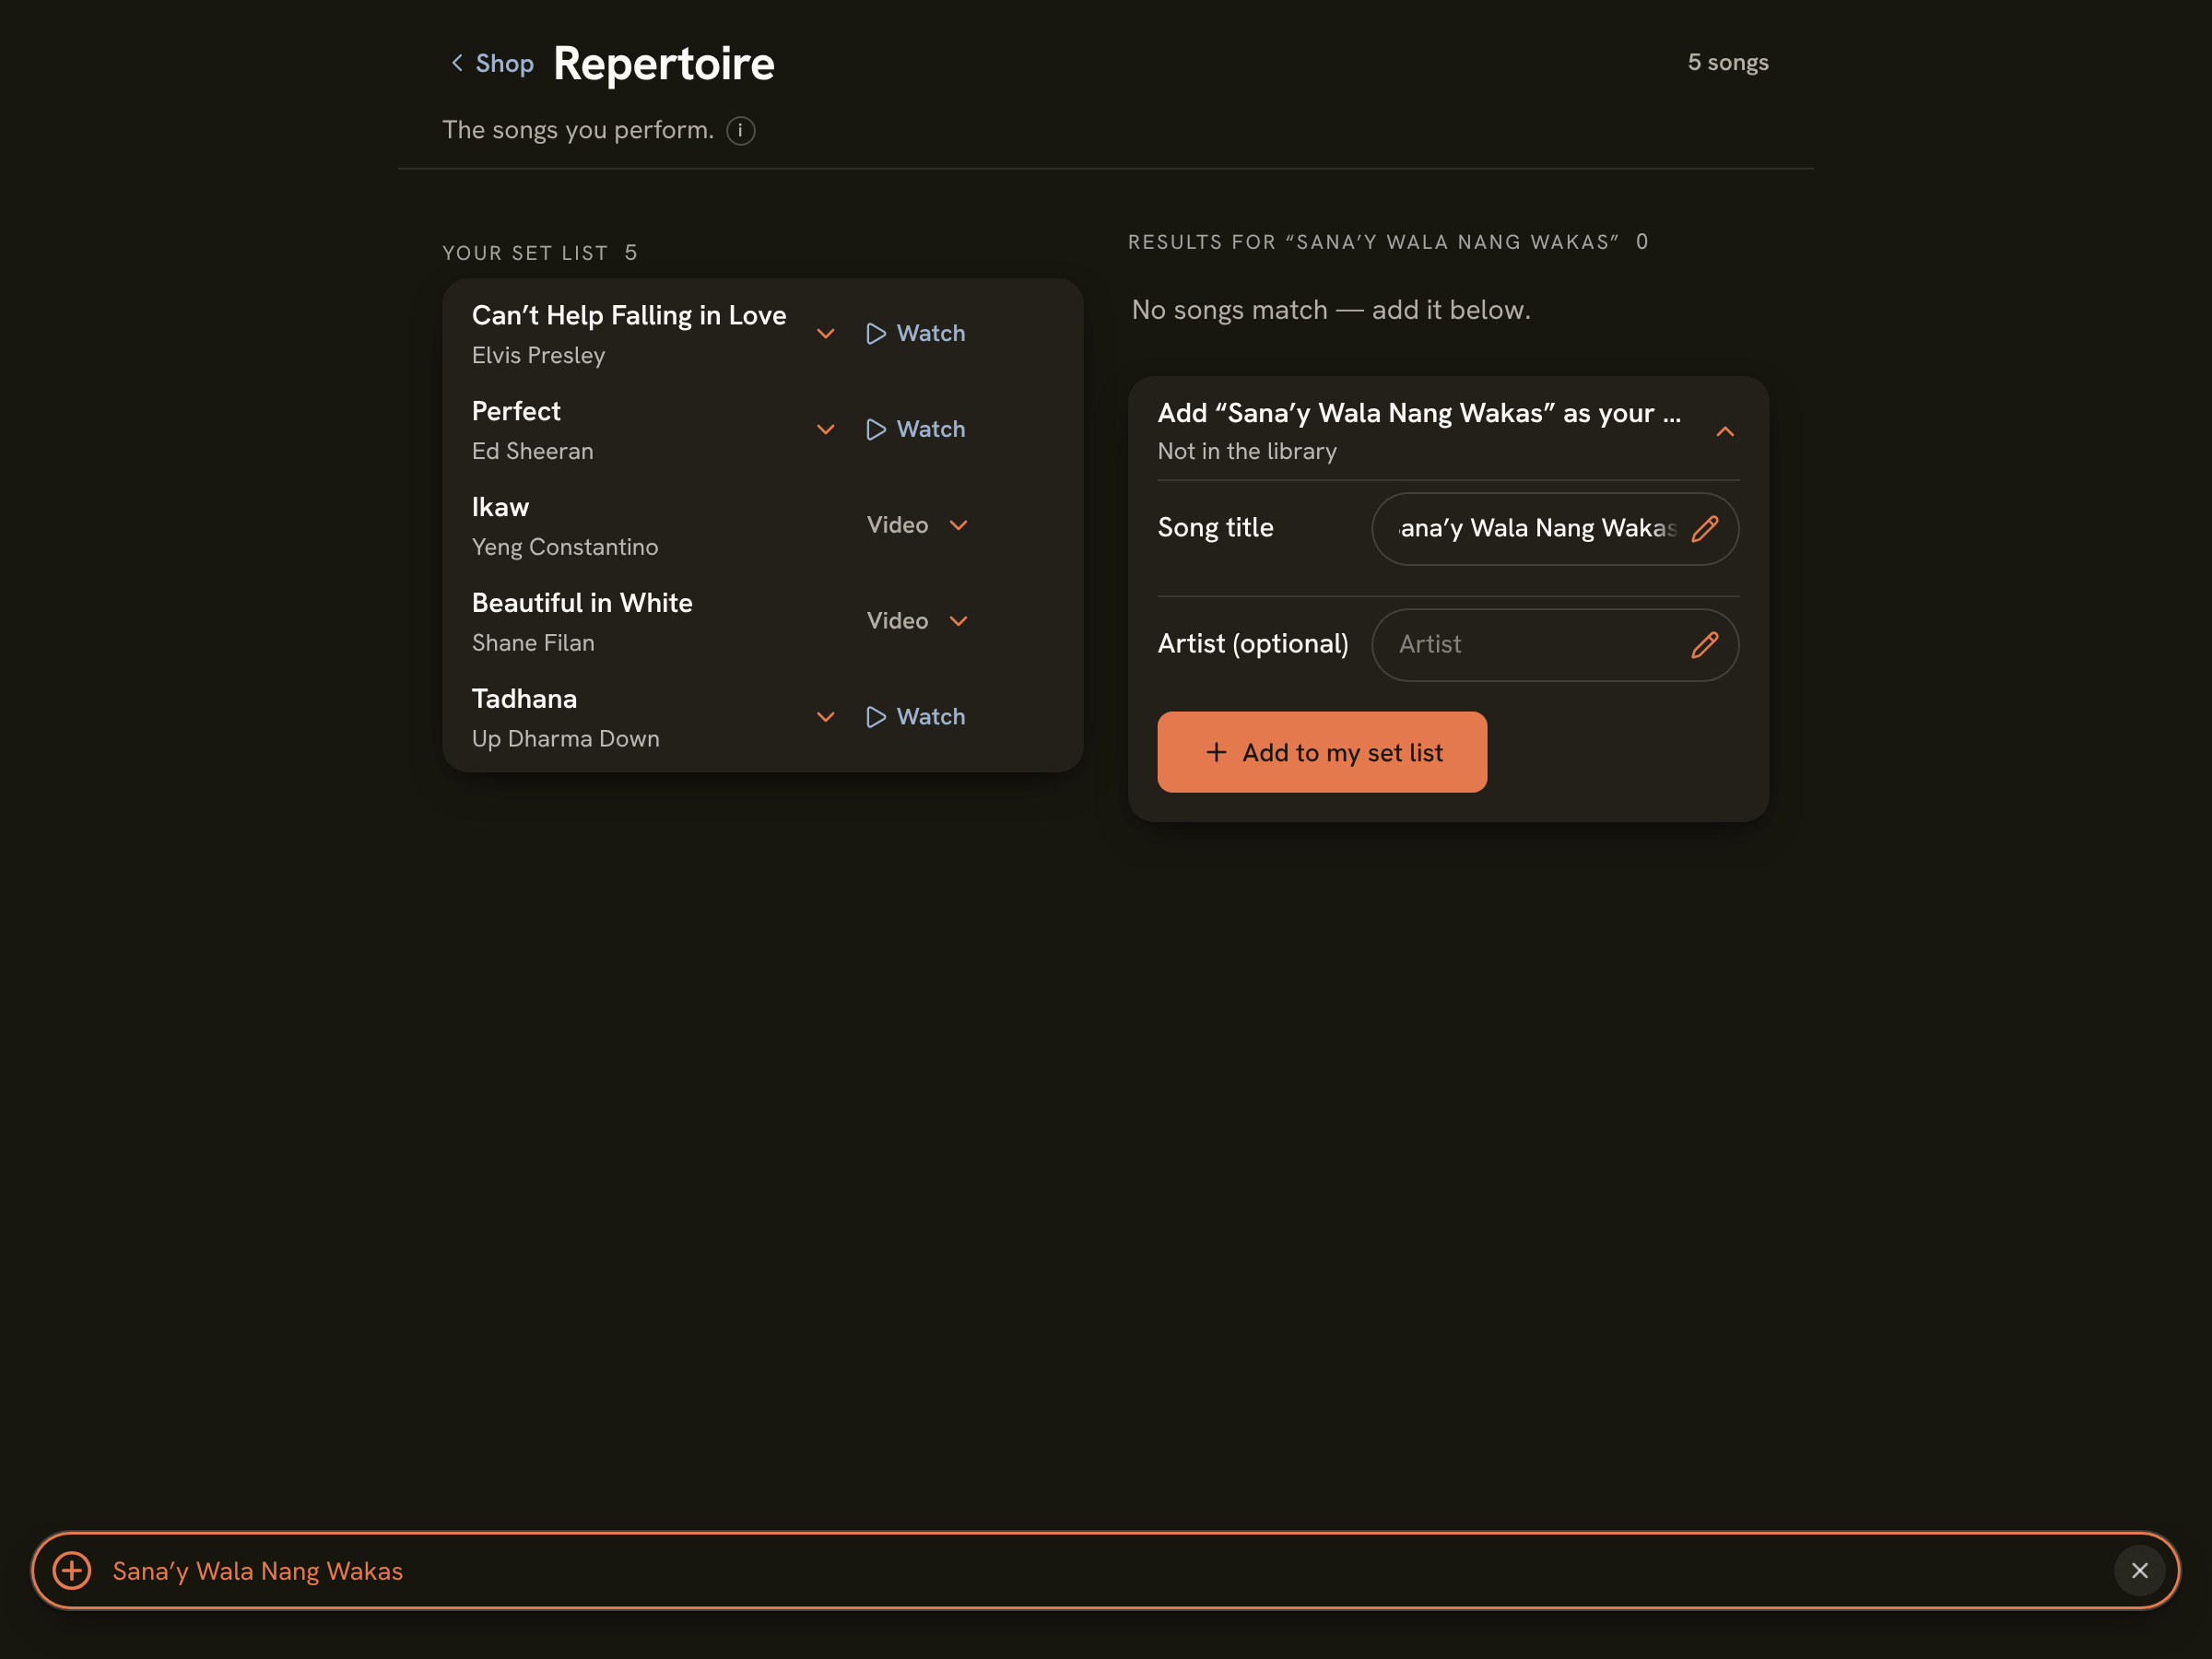 Shop Repertoire
5 songs
The songs you perform.
YOUR SET LIST 5
Can’t Help Falling in Love
Elvis Presley
Watch
Perfect
Ed Sheeran
Watch
Ikaw
Yeng Constantino
Video
Beautiful in White
Shane Filan
Video
Tadhana
Up Dharma Down
Watch
RESULTS FOR “SANA’Y WALA NANG WAKAS” 0
No songs match — add it below.
Add “Sana’y Wala Nang Wakas” as your ...
Not in the library
Song title
ana’y Wala Nang Wakas
Artist (optional)
Artist
+ Add to my set list
Sana’y Wala Nang Wakas